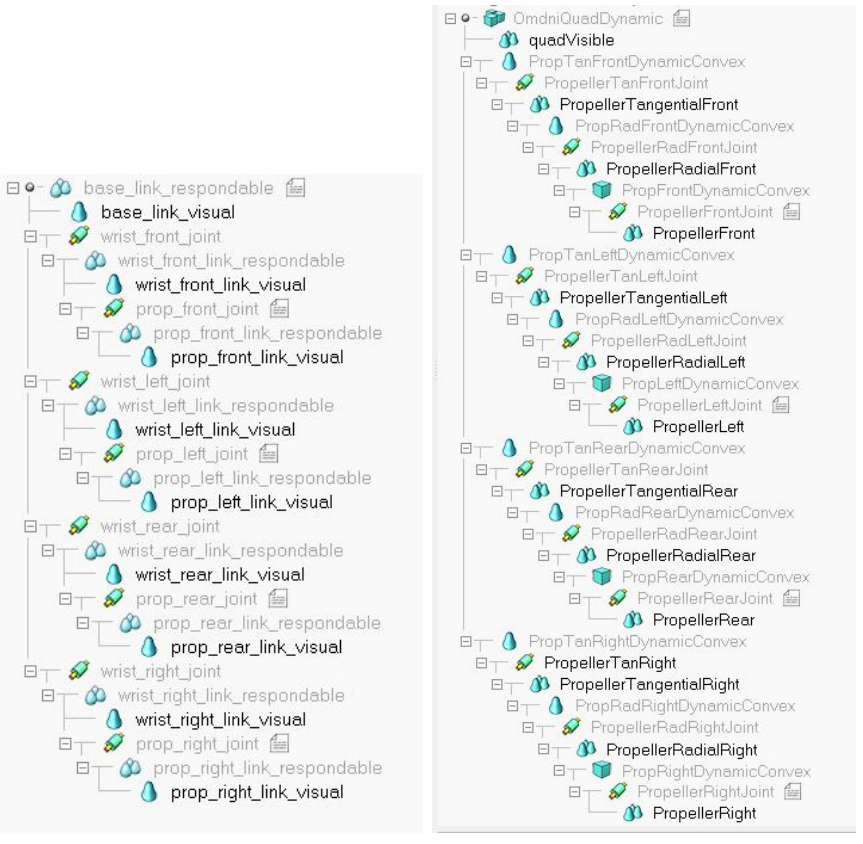 base_link_respondable
base_link_visual
wrist_front_joint
wrist_front_link_respondable
wrist_front_link_visual
prop_front_joint
prop_front_link_respondable
prop_front_link_visual
wrist_left_joint
wrist_left_link_respondable
wrist_left_link_visual
prop_left_joint
prop_left_link_respondable
prop_left_link_visual
wrist_rear_joint
wrist_rear_link_respondable
wrist_rear_link_visual
prop_rear_joint
prop_rear_link_respondable
prop_rear_link_visual
wrist_right_joint
wrist_right_link_respondable
wrist_right_link_visual
prop_right_joint
prop_right_link_respondable
prop_right_link_visual
OmdniQuadDynamic
quadVisible
PropTanFrontDynamicConvex
PropellerTanFrontJoint
PropellerTangentialFront
PropRadFrontDynamicConvex
PropellerRadFrontJoint
PropellerRadialFront
PropFrontDynamicConvex
PropellerFrontJoint
PropellerFront
PropTanLeftDynamicConvex
PropellerTanLeftJoint
PropellerTangentialLeft
PropRadLeftDynamicConvex
PropellerRadLeftJoint
PropellerRadialLeft
PropLeftDynamicConvex
PropellerLeftJoint
PropellerLeft
PropTanRearDynamicConvex
PropellerTanRearJoint
PropellerTangentialRear
PropRadRearDynamicConvex
PropellerRadRearJoint
PropellerRadialRear
PropRearDynamicConvex
PropellerRearJoint
PropellerRear
PropTanRightDynamicConvex
PropellerTanRight
PropellerTangentialRight
PropRadRightDynamicConvex
PropellerRadRightJoint
PropellerRadialRight
PropRightDynamicConvex
PropellerRightJoint
PropellerRight